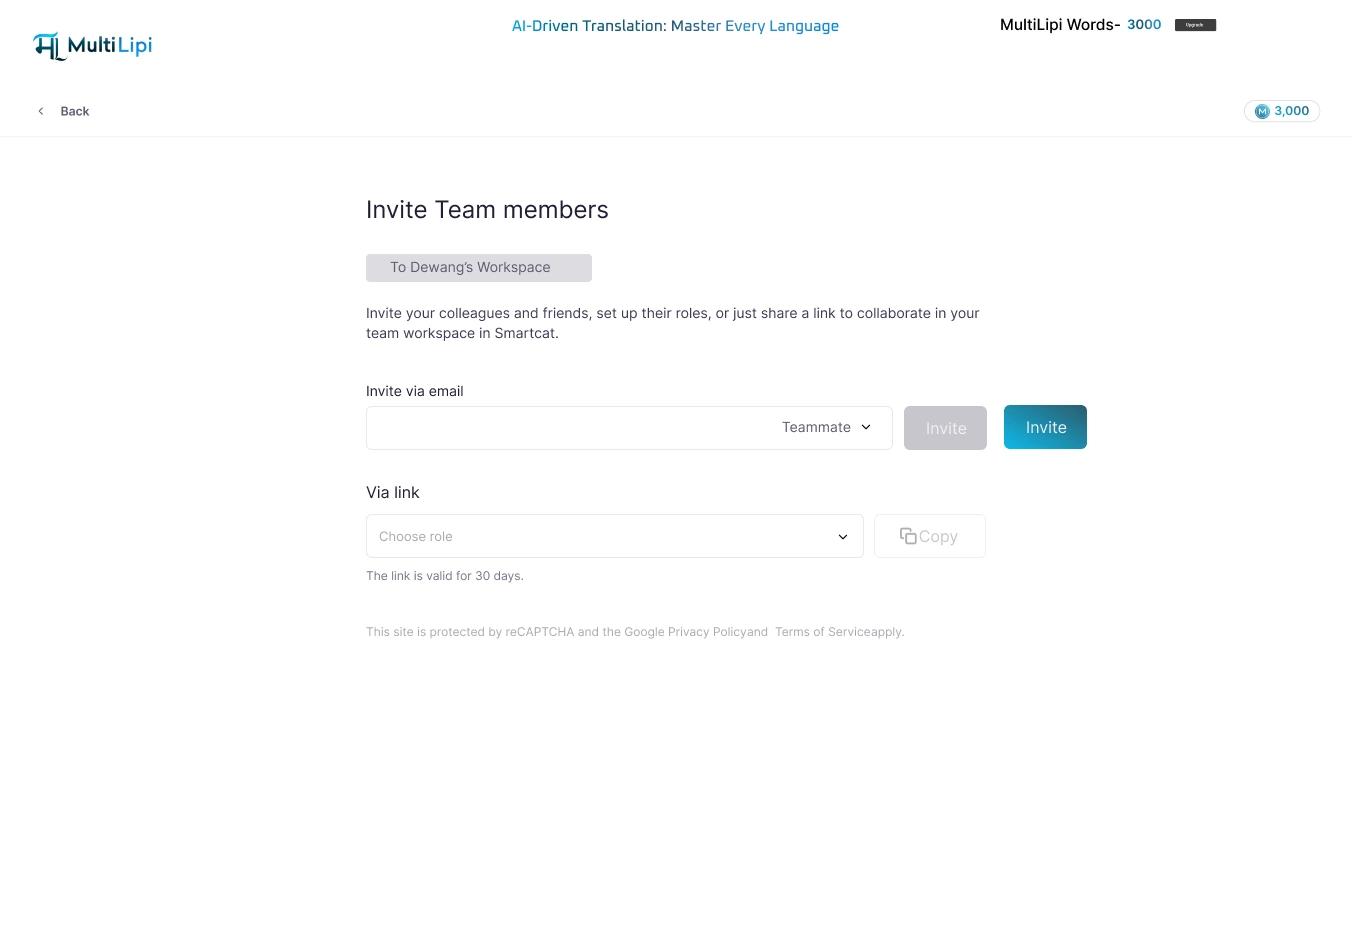 AI-Driven Translation: Master Every Language
MultiLipi Words- 3000
Upgrade
MultiLipi
Back
M 3,000
Invite Team members
To Dewang's Workspace
Invite your colleagues and friends, set up their roles, or just share a link to collaborate in your
team workspace in Smartcat.
Invite via email
Teammate
Invite
Invite
Via link
Choose role
Copy
The link is valid for 30 days.
This site is protected by reCAPTCHA and the Google Privacy Policyand  Terms of Serviceapply.